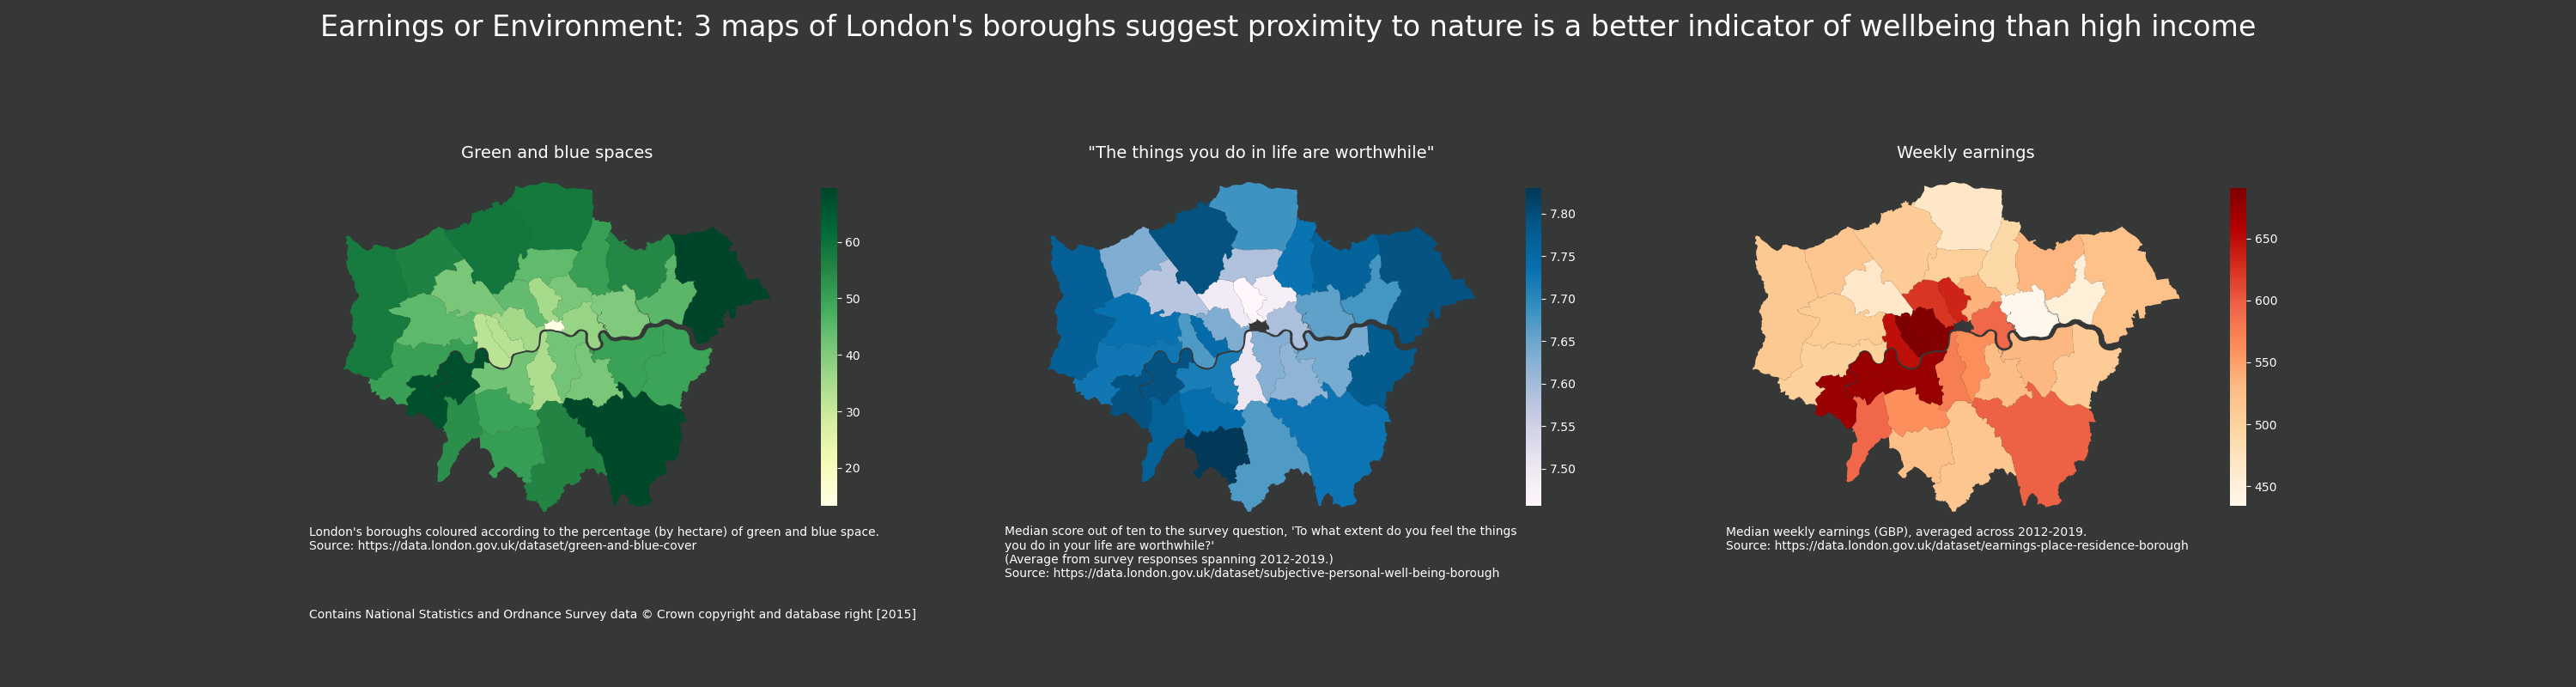 Earnings or Environment: 3 maps of London's boroughs suggest proximity to nature is a better indicator of wellbeing than high income
Green and blue spaces
60
50
40
30
20
London's boroughs coloured according to the percentage (by hectare) of green and blue space.
Source: https://data.london.gov.uk/dataset/green-and-blue-cover
"The things you do in life are worthwhile"
7.80
7.75
7.70
7.65
7.60
7.55
7.50
Median score out of ten to the survey question, 'To what extent do you feel the things
you do in your life are worthwhile?'
(Average from survey responses spanning 2012-2019.)
Source: https://data.london.gov.uk/dataset/subjective-personal-well-being-borough
Weekly earnings
650
600
550
500
450
Median weekly earnings (GBP), averaged across 2012-2019.
Source: https://data.london.gov.uk/dataset/earnings-place-residence-borough
Contains National Statistics and Ordnance Survey data © Crown copyright and database right [2015]